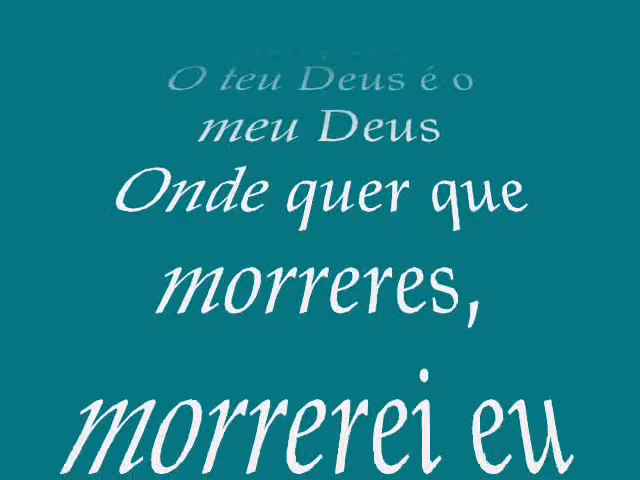 O teu Deus é o
meu Deus
Onde quer que
morreres,
morrerei eu